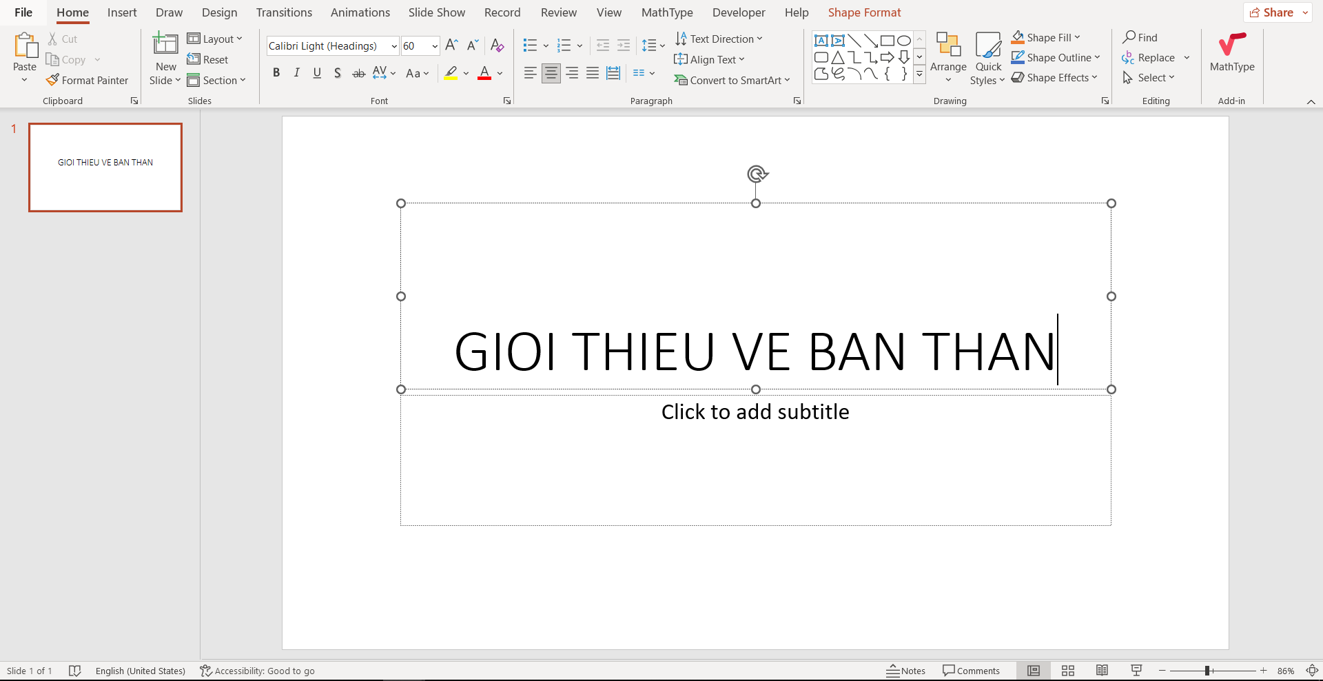 File Home Insert Draw Design Transitions Animations Slide Show Record Review View MathType Developer Help Shape Format Share
Paste
Cut
Copy
Format Painter
Clipboard
New
Slide
Layout
Reset
Section
Slides
Calibri Light (Headings) 60
B I U S ab AV Aa A
Font
Text Direction
Align Text
Convert to SmartArt
Paragraph
Arrange
Quick
Styles
Shape Fill
Shape Outline
Shape Effects
Drawing
Find
Replace
Select
Editing
MathType
Add-in
1
GIOI THIEU VE BAN THAN
GIOI THIEU VE BAN THAN
Click to add subtitle
Slide 1 of 1 English (United States) Accessibility: Good to go Notes Comments 86%